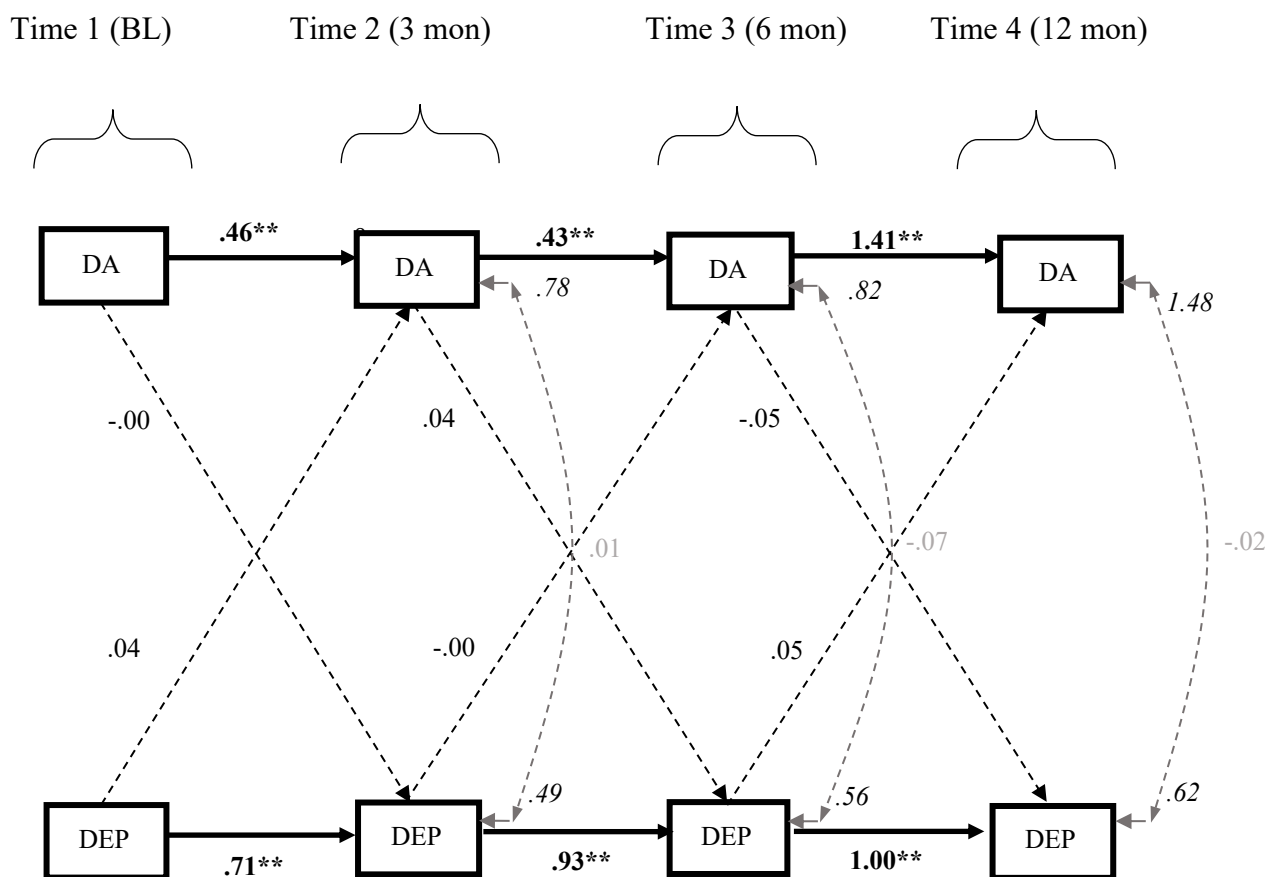 Time 1 (BL) Time 2 (3 mon) Time 3 (6 mon) Time 4 (12 mon)
.46** .43** 1.41**
DA DA DA DA
.78 .82 1.48
-.00 .04 -.05
.01 -.07 -.02
.04 -.00 .05
.49 .56 .62
DEP DEP DEP DEP
.71** .93** 1.00**